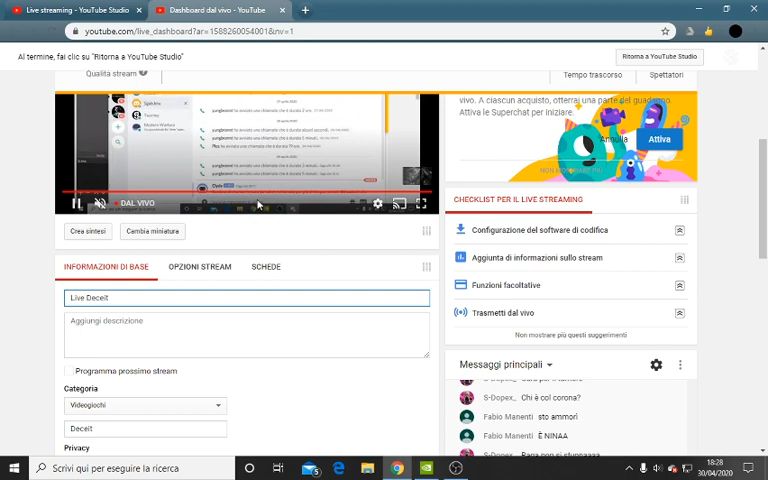 Live streaming - YouTube Studio
Dashboard dal vivo - YouTube
youtube.com/live_dashboard?ar=1588260054001&nv=1
Al termine, fai clic su "Ritorna a YouTube Studio"
Ritorna a YouTube Studio
Qualità stream
Tempo trascorso
Spettatori
vivo. A ciascun acquisto, otterrai una parte del guadagno.
Attiva le Superchat per iniziare.
Annulla
Attiva
NON MOSTRARE PIÙ
DAL VIVO
Crea sintesi
Cambia miniatura
CHECKLIST PER IL LIVE STREAMING
Configurazione del software di codifica
Aggiunta di informazioni sullo stream
Funzioni facoltative
Trasmetti dal vivo
Non mostrare più questi suggerimenti
INFORMAZIONI DI BASE
OPZIONI STREAM
SCHEDE
Live Deceit
Aggiungi descrizione
Programma prossimo stream
Categoria
Videogiochi
Deceit
Privacy
Messaggi principali
S-Dopex_
S-Dopex_ Chi è col corona?
Fabio Manenti sto ammorì
Fabio Manenti È NINAA
S-Dopex_
Scrivi qui per eseguire la ricerca
5
18:28
30/04/2020